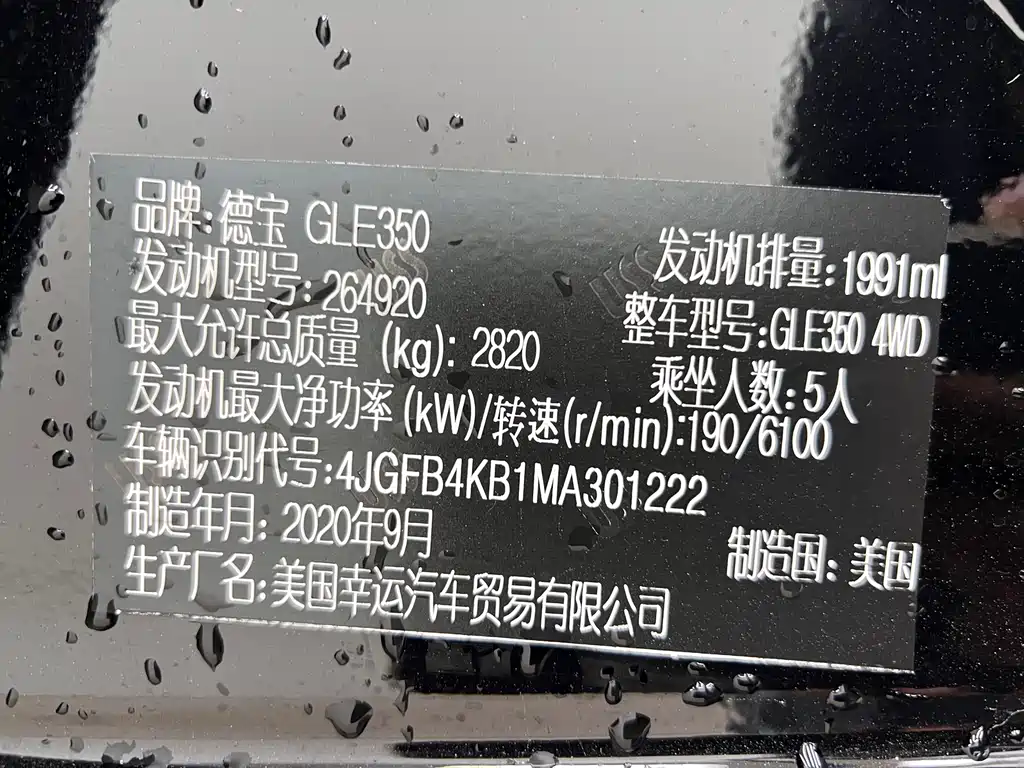 品牌:德宝 GLE350
发动机型号:264920 发动机排量:1991ml
最大允许总质量 (kg): 2820 整车型号:GLE350 4WD
乘坐人数:5人
发动机最大净功率 (kW)/转速(r/min):190/6100
车辆识别代号:4JGFB4KB1MA301222
制造年月: 2020年9月 制造国: 美国
生产厂名:美国幸运汽车贸易有限公司